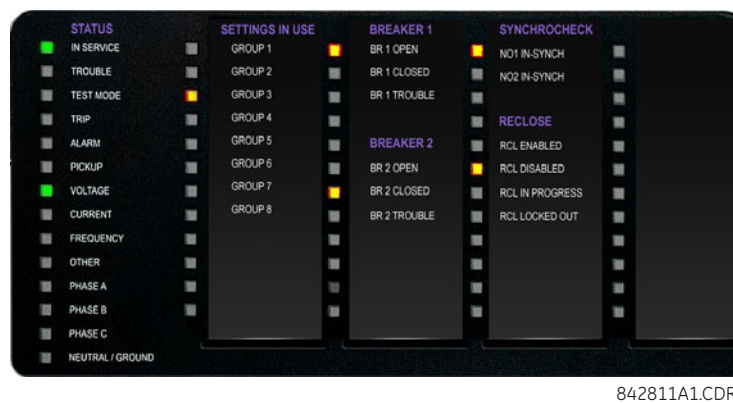 STATUS
IN SERVICE
TROUBLE
TEST MODE
TRIP
ALARM
PICKUP
VOLTAGE
CURRENT
FREQUENCY
OTHER
PHASE A
PHASE B
PHASE C
NEUTRAL / GROUND
SETTINGS IN USE
GROUP 1
GROUP 2
GROUP 3
GROUP 4
GROUP 5
GROUP 6
GROUP 7
GROUP 8
BREAKER 1
BR 1 OPEN
BR 1 CLOSED
BR 1 TROUBLE
BREAKER 2
BR 2 OPEN
BR 2 CLOSED
BR 2 TROUBLE
SYNCHROCHECK
NO1 IN-SYNCH
NO2 IN-SYNCH
RECLOSE
RCL ENABLED
RCL DISABLED
RCL IN PROGRESS
RCL LOCKED OUT
842811A1.CDR